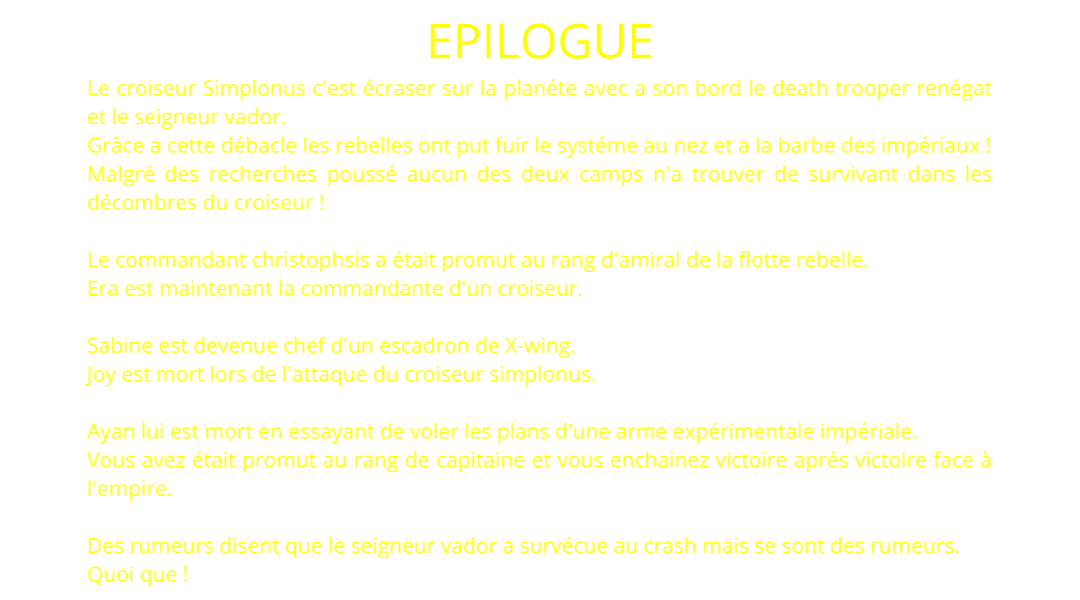 EPILOGUE
Le croiseur Simplonus c'est écraser sur la planéte avec a son bord le death trooper renégat
et le seigneur vador.
Grâce a cette débacle les rebelles ont put fuir le systéme au nez et a la barbe des impériaux !
Malgré des recherches poussé aucun des deux camps n'a trouver de survivant dans les
décombres du croiseur !
Le commandant christophsis a était promut au rang d'amiral de la flotte rebelle.
Era est maintenant la commandante d'un croiseur.
Sabine est devenue chef d'un escadron de X-wing.
Joy est mort lors de l'attaque du croiseur simplonus.
Ayan lui est mort en essayant de voler les plans d'une arme expérimentale impériale.
Vous avez était promut au rang de capitaine et vous enchainez victoire aprés victoire face à
l'empire.
Des rumeurs disent que le seigneur vador a survécue au crash mais se sont des rumeurs.
Quoi que !